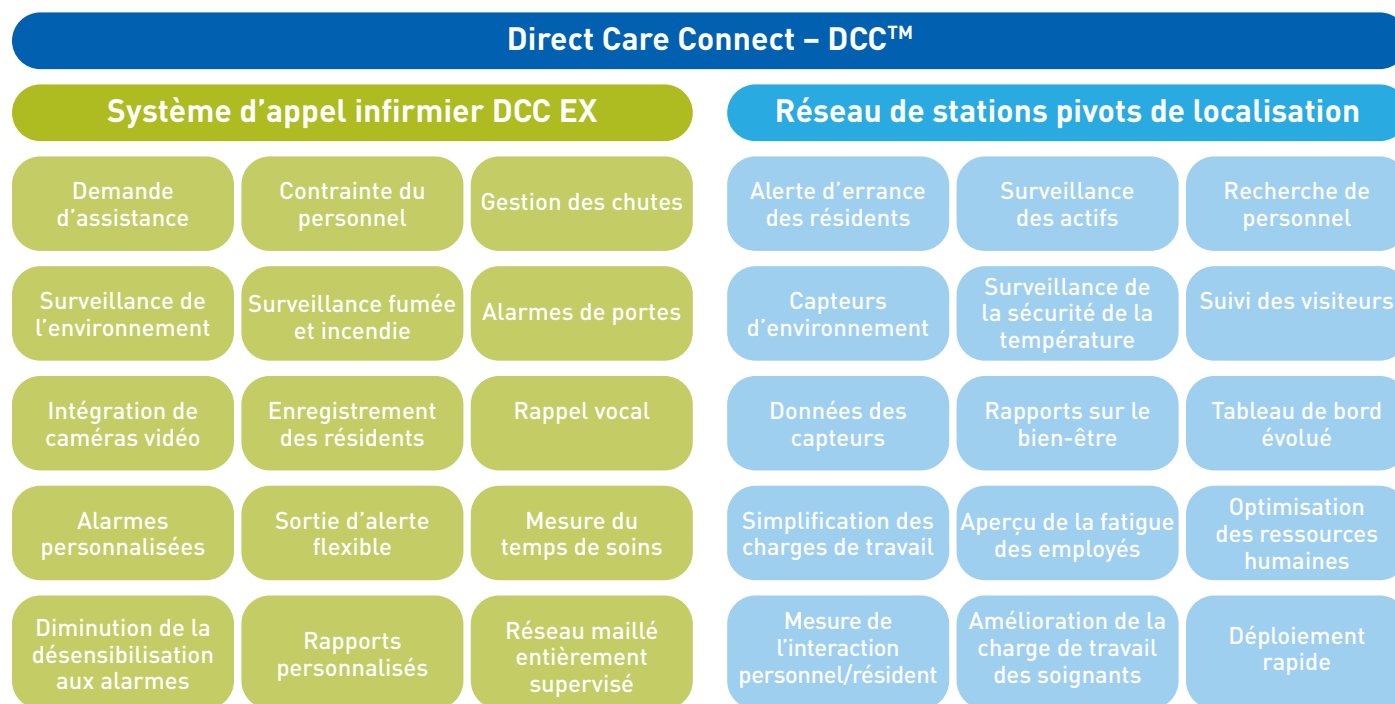 Direct Care Connect – DCC™
Système d’appel infirmier DCC EX
Demande
d’assistance
Contrainte du
personnel
Gestion des chutes
Surveillance de
l’environnement
Surveillance fumée
et incendie
Alarmes de portes
Intégration de
caméras vidéo
Enregistrement
des résidents
Rappel vocal
Alarmes
personnalisées
Sortie d’alerte
flexible
Mesure du
temps de soins
Diminution de la
désensibilisation
aux alarmes
Rapports
personnalisés
Réseau maillé
entièrement
supervisé
Réseau de stations pivots de localisation
Alerte d’errance
des résidents
Surveillance
des actifs
Recherche de
personnel
Capteurs
d’environnement
Surveillance de
la sécurité de la
température
Suivi des visiteurs
Données des
capteurs
Rapports sur le
bien-être
Tableau de bord
évolué
Simplification des
charges de travail
Aperçu de la fatigue
des employés
Optimisation
des ressources
humaines
Mesure de
l’interaction
personnel/résident
Amélioration de la
charge de travail
des soignants
Déploiement
rapide